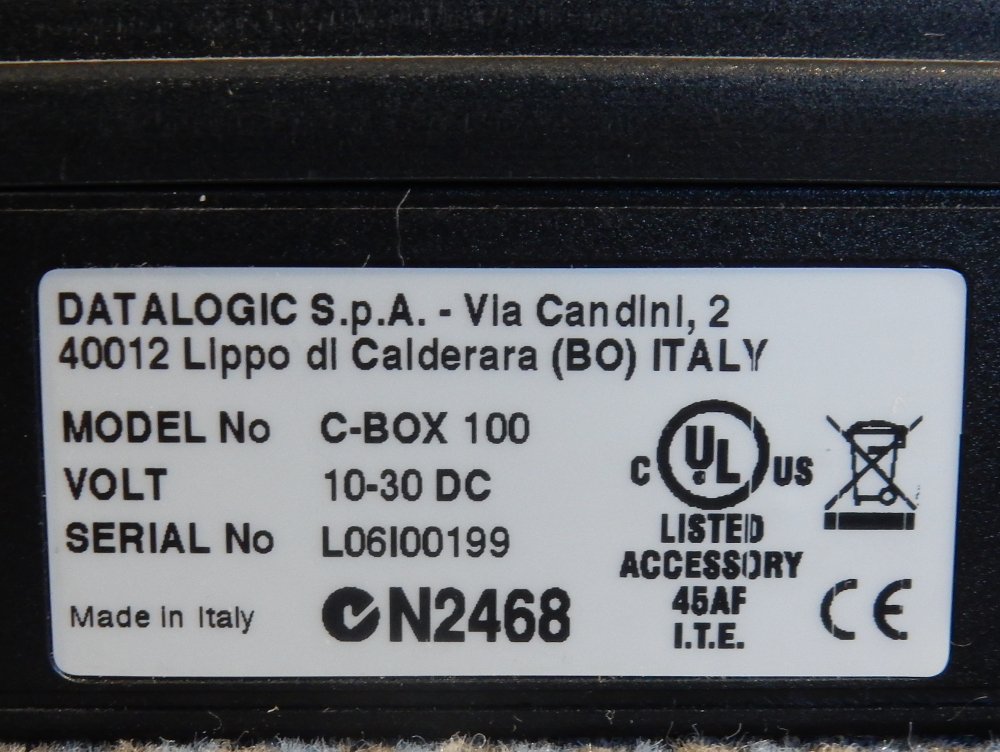 DATALOGIC S.p.A. - Via Candini, 2
40012 Lippo di Calderara (BO) ITALY
MODEL No C-BOX 100
VOLT 10-30 DC
SERIAL No L06I00199
Made in Italy
N2468
C UL US
LISTED
ACCESSORY
45AF
I.T.E.
CE